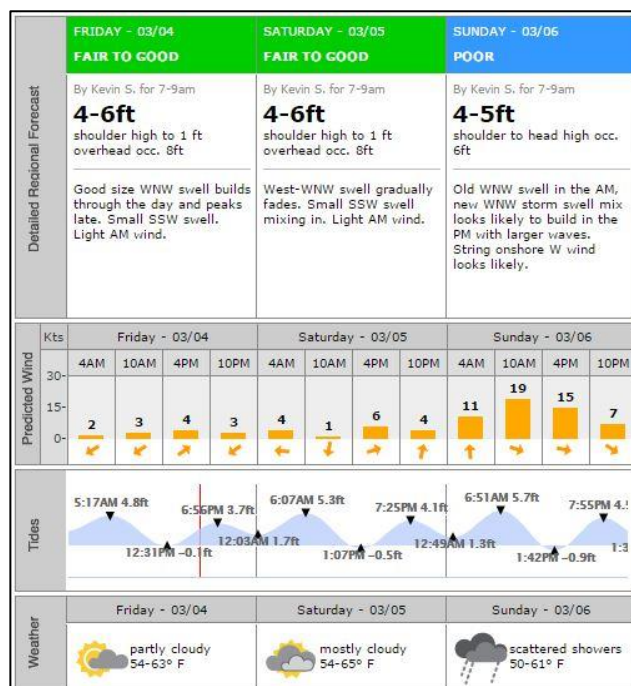 FRIDAY - 03/04
FAIR TO GOOD
SATURDAY - 03/05
FAIR TO GOOD
SUNDAY - 03/06
POOR
Detailed Regional Forecast
By Kevin S. for 7-9am
4-6ft
shoulder high to 1 ft
overhead occ. 8ft
Good size WNW swell builds
through the day and peaks
late. Small SSW swell.
Light AM wind.
By Kevin S. for 7-9am
4-6ft
shoulder high to 1 ft
overhead occ. 8ft
West-WNW swell gradually
fades. Small SSW swell
mixing in. Light AM wind.
By Kevin S. for 7-9am
4-5ft
shoulder to head high occ.
6ft
Old WNW swell in the AM,
new WNW storm swell mix
looks likely to build in the
PM with larger waves.
String onshore W wind
looks likely.
Predicted Wind
Kts Friday - 03/04 Saturday - 03/05 Sunday - 03/06
4AM 10AM 4PM 10PM 4AM 10AM 4PM 10PM 4AM 10AM 4PM 10PM
30-
15-
0-
2 3 4 3 4 1 6 4 11 19 15 7
Tides
5:17AM 4.8ft 6:56PM 3.7ft 6:07AM 5.3ft 7:25PM 4.1ft 6:51AM 5.7ft 7:55PM 4.5
12:31PM -0.1ft 12:03AM 1.7ft 1:07PM -0.5ft 12:49AM 1.3ft 1:42PM -0.9ft 1:3
Weather
Friday - 03/04 Saturday - 03/05 Sunday - 03/06
partly cloudy
54-63° F
mostly cloudy
54-65° F
scattered showers
50-61° F